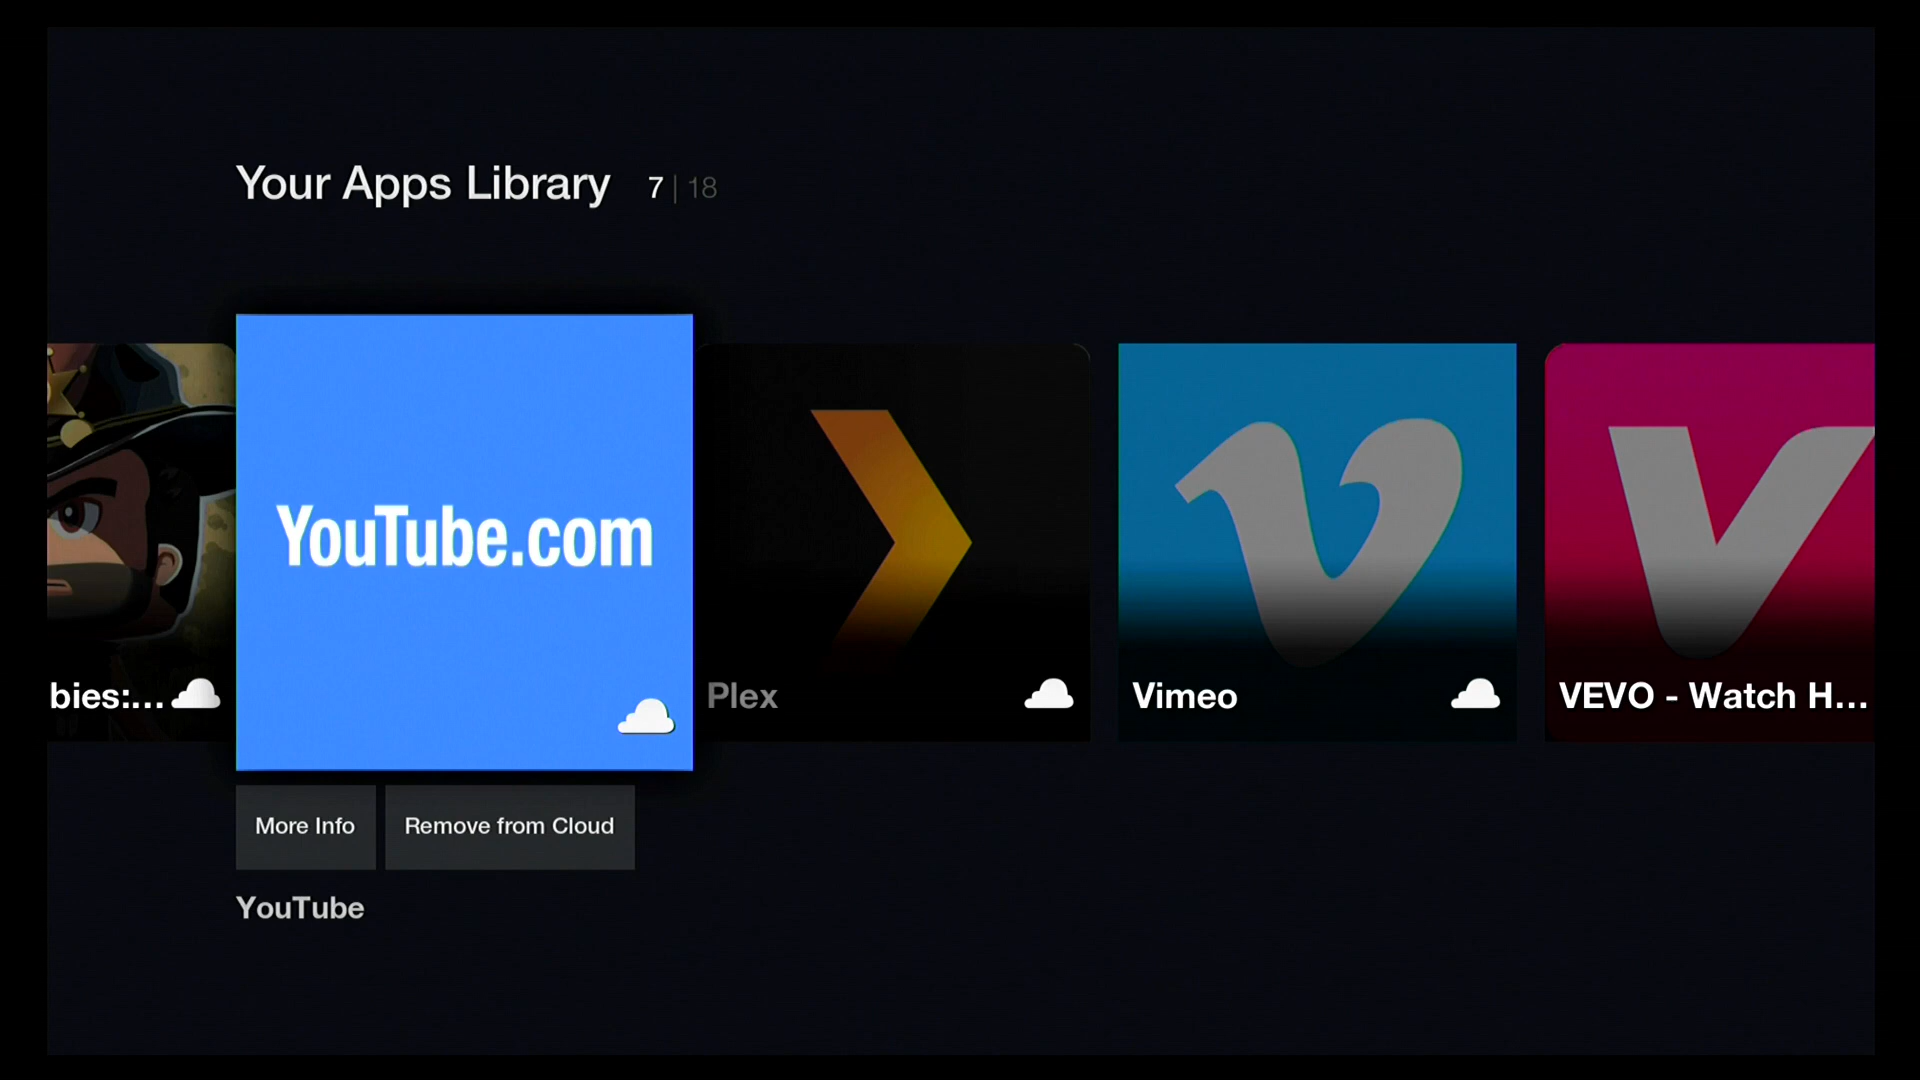 Your Apps Library 7 | 18
YouTube.com
bies:...
Plex
Vimeo
VEVO - Watch H...
More Info
Remove from Cloud
YouTube